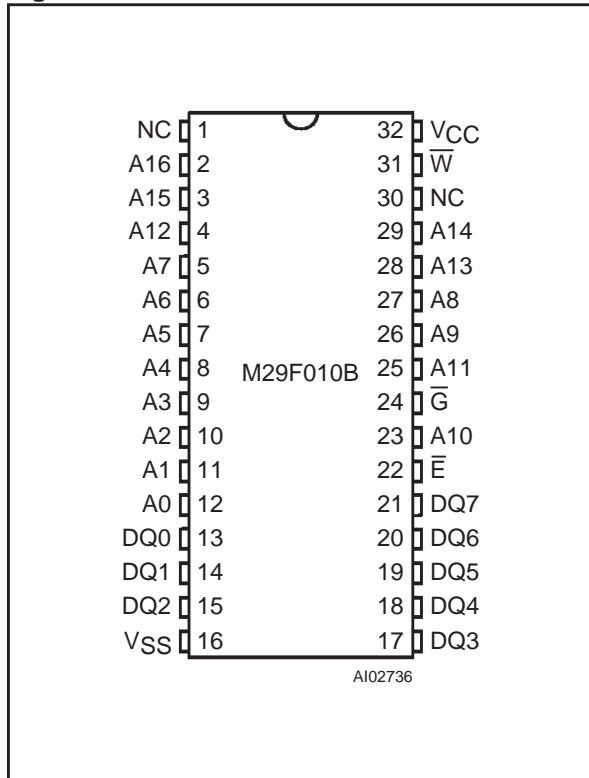 NC 1 32 VCC
A16 2 31 W̅
A15 3 30 NC
A12 4 29 A14
A7 5 28 A13
A6 6 27 A8
A5 7 26 A9
A4 8 M29F010B 25 A11
A3 9 24 G̅
A2 10 23 A10
A1 11 22 E̅
A0 12 21 DQ7
DQ0 13 20 DQ6
DQ1 14 19 DQ5
DQ2 15 18 DQ4
VSS 16 17 DQ3
AI02736